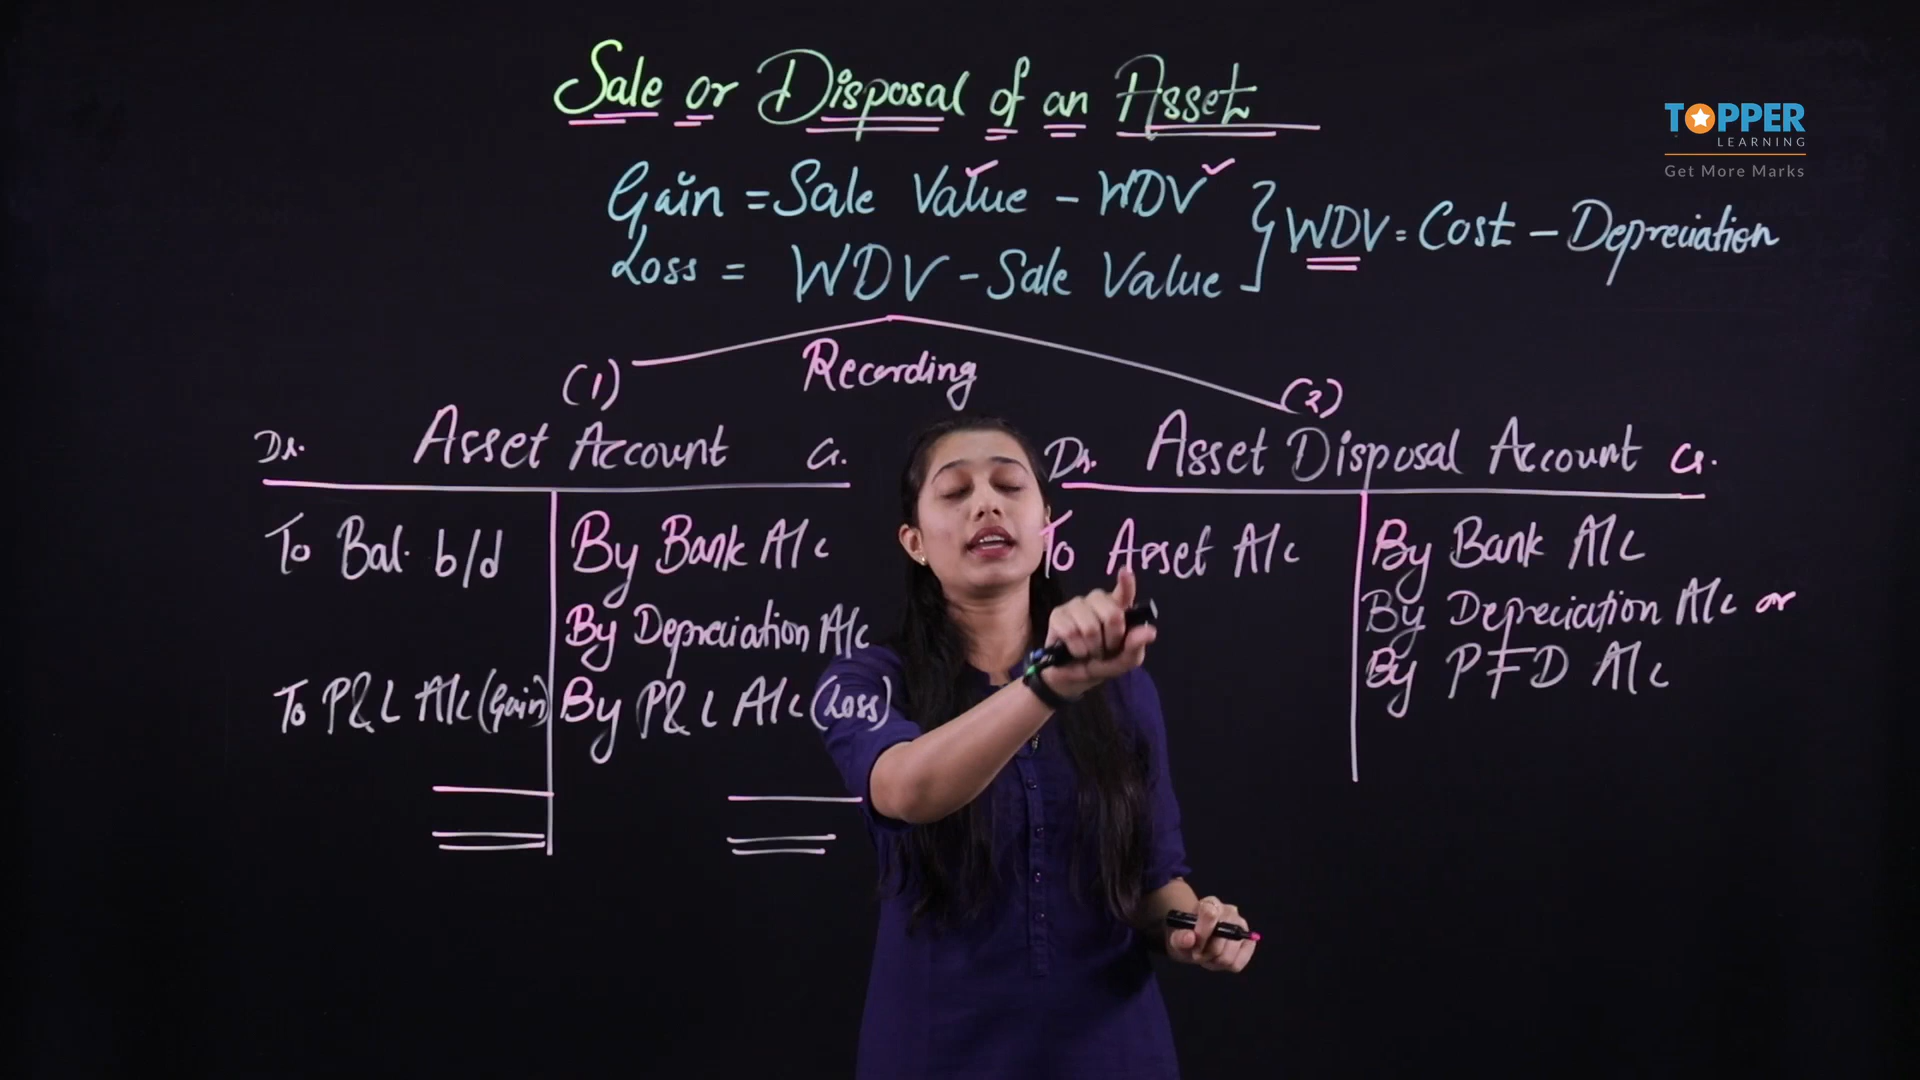 Sale or Disposal of an Asset
TOPPER
LEARNING
Get More Marks
Gain = Sale Value - WDV
Loss = WDV - Sale Value
WDV = Cost - Depreciation
Recording
(1)
(2)
Dr. Asset Account Cr.
To Bal. b/d
By Bank A/c
By Depreciation A/c
To P&L A/c (Gain)
By P&L A/c (Loss)
Dr. Asset Disposal Account Cr.
To Asset A/c
By Bank A/c
By Depreciation A/c or
By PFD A/c